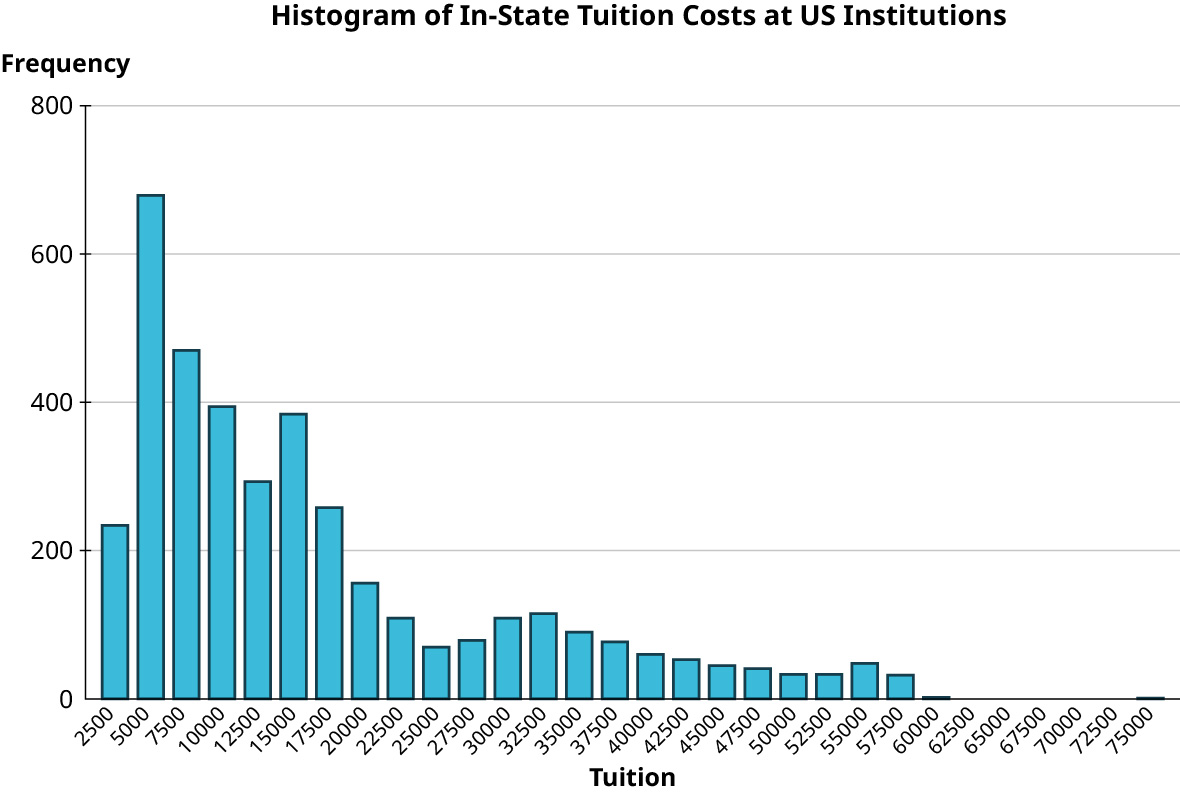 Histogram of In-State Tuition Costs at US Institutions
Frequency
800
600
400
200
0
2500 5000 7500 10000 12500 15000 17500 20000 22500 25000 27500 30000 32500 35000 37500 40000 42500 45000 47500 50000 52500 55000 57500 60000 62500 65000 67500 70000 72500 75000
Tuition